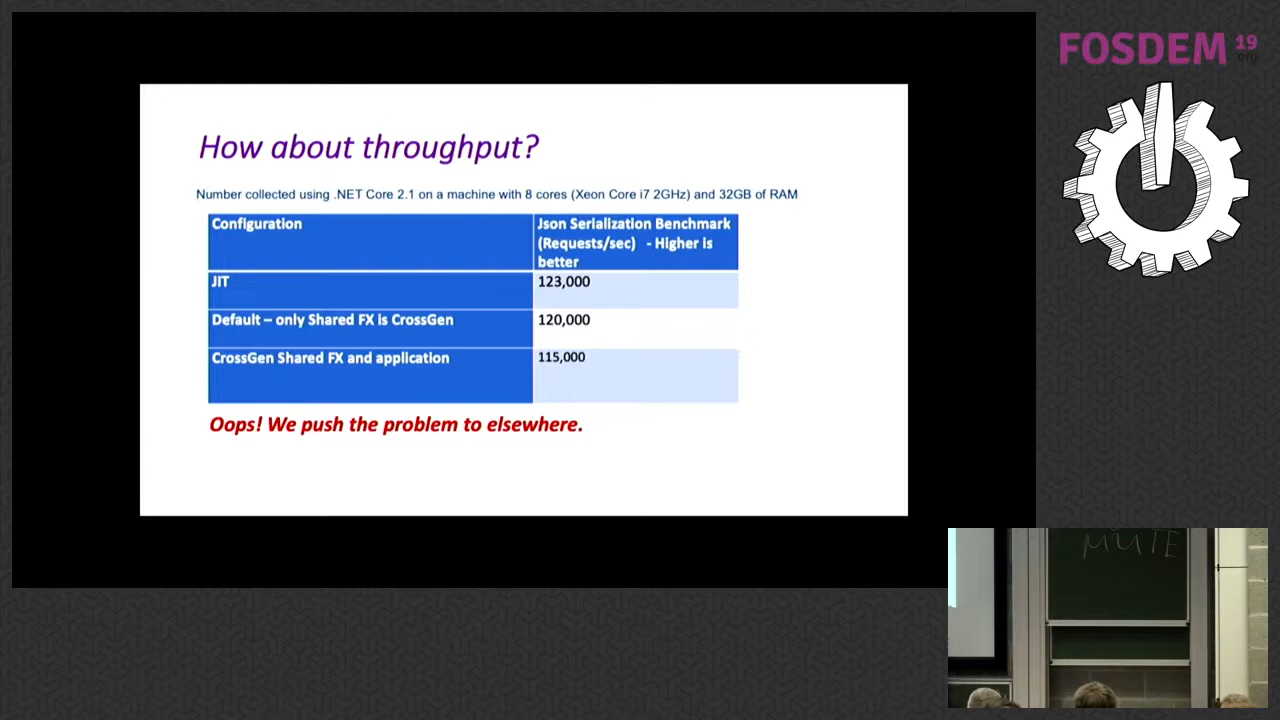 FOSDEM 19
.org
How about throughput?
Number collected using .NET Core 2.1 on a machine with 8 cores (Xeon Core i7 2GHz) and 32GB of RAM
Configuration
Json Serialization Benchmark
(Requests/sec) - Higher is
better
JIT
123,000
Default – only Shared FX is CrossGen
120,000
CrossGen Shared FX and application
115,000
Oops! We push the problem to elsewhere.
MUTE